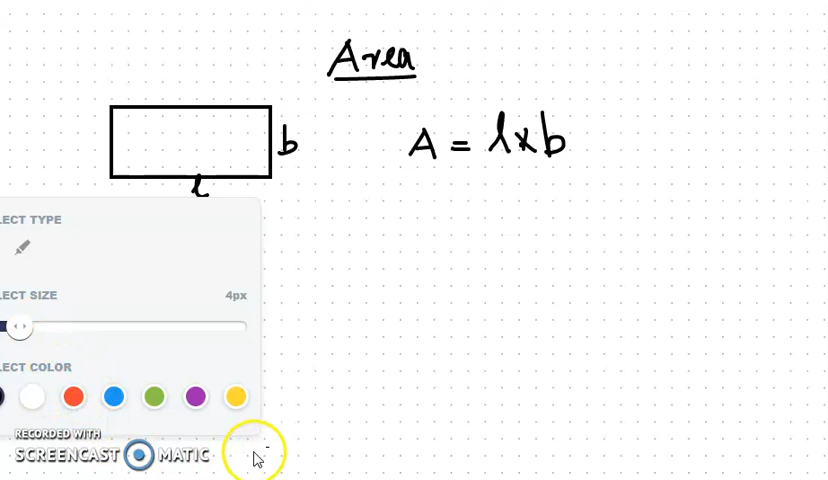 Area
b
A = l x b
l
LECT TYPE
LECT SIZE 4px
LECT COLOR
RECORDED WITH
SCREENCAST MATIC